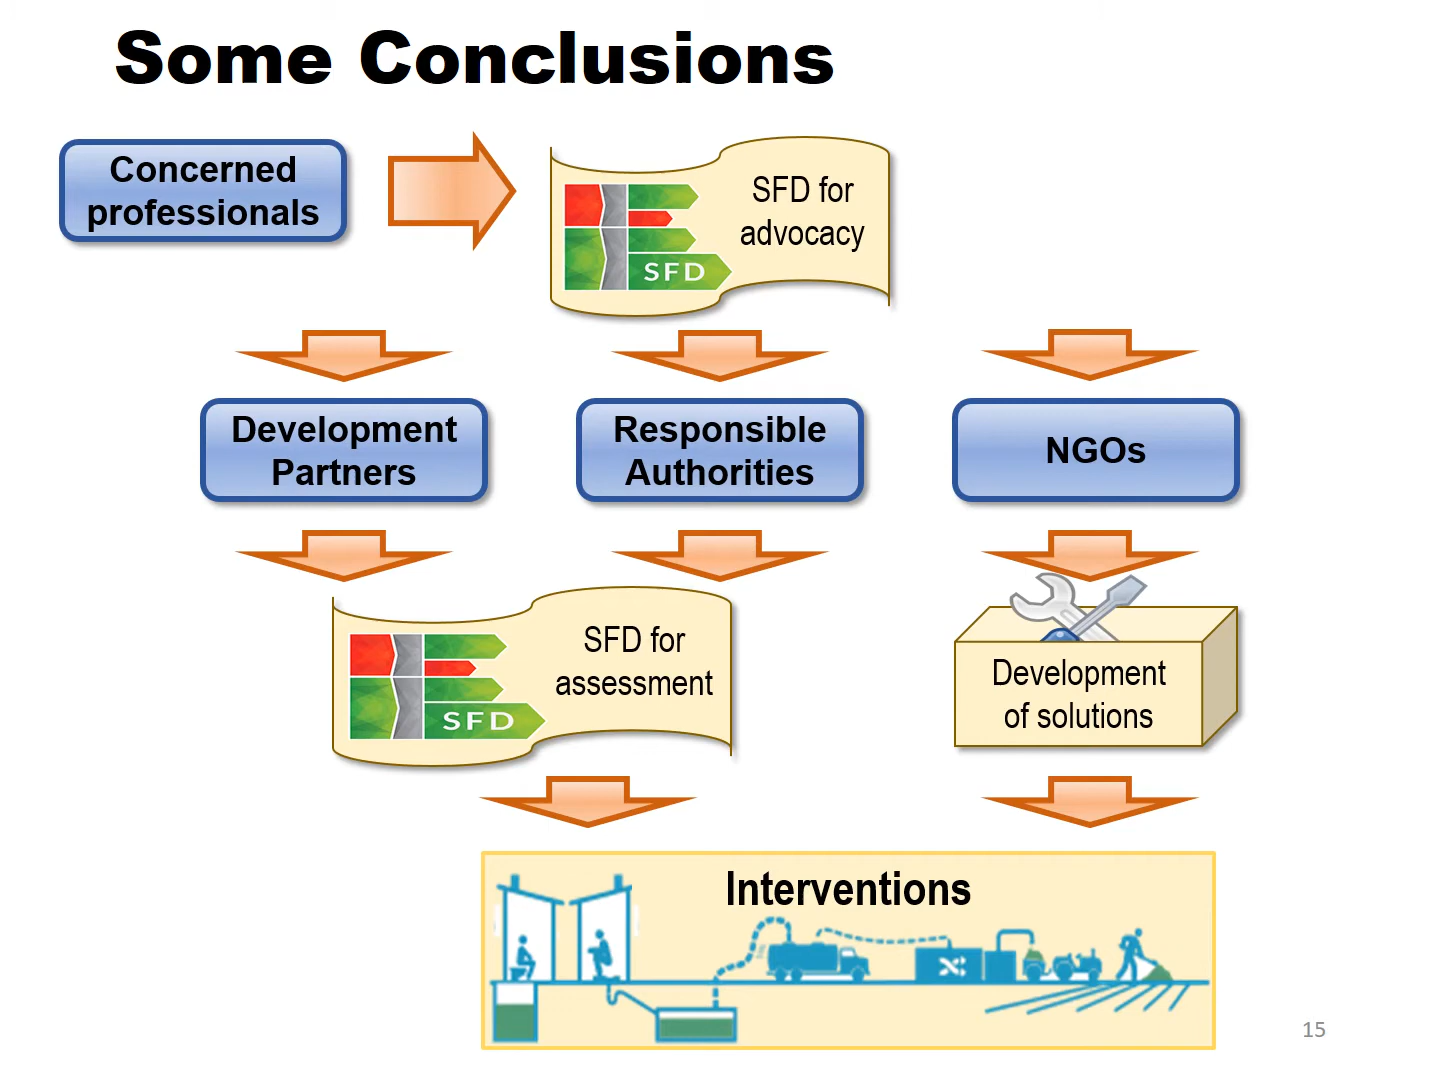 Some Conclusions
Concerned
professionals
SFD for
advocacy
SFD
Development
Partners
Responsible
Authorities
NGOs
SFD for
assessment
SFD
Development
of solutions
Interventions
15